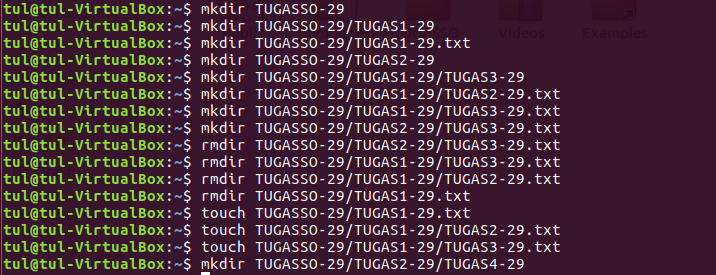 Videos
Examples
tul@tul-VirtualBox:~$ mkdir TUGASSO-29
tul@tul-VirtualBox:~$ mkdir TUGASSO-29/TUGAS1-29
tul@tul-VirtualBox:~$ mkdir TUGASSO-29/TUGAS1-29.txt
tul@tul-VirtualBox:~$ mkdir TUGASSO-29/TUGAS2-29
tul@tul-VirtualBox:~$ mkdir TUGASSO-29/TUGAS1-29/TUGAS3-29
tul@tul-VirtualBox:~$ mkdir TUGASSO-29/TUGAS1-29/TUGAS2-29.txt
tul@tul-VirtualBox:~$ mkdir TUGASSO-29/TUGAS1-29/TUGAS3-29.txt
tul@tul-VirtualBox:~$ mkdir TUGASSO-29/TUGAS2-29/TUGAS3-29.txt
tul@tul-VirtualBox:~$ rmdir TUGASSO-29/TUGAS2-29/TUGAS3-29.txt
tul@tul-VirtualBox:~$ rmdir TUGASSO-29/TUGAS1-29/TUGAS3-29.txt
tul@tul-VirtualBox:~$ rmdir TUGASSO-29/TUGAS1-29/TUGAS2-29.txt
tul@tul-VirtualBox:~$ rmdir TUGASSO-29/TUGAS1-29.txt
tul@tul-VirtualBox:~$ touch TUGASSO-29/TUGAS1-29.txt
tul@tul-VirtualBox:~$ touch TUGASSO-29/TUGAS1-29/TUGAS2-29.txt
tul@tul-VirtualBox:~$ touch TUGASSO-29/TUGAS1-29/TUGAS3-29.txt
tul@tul-VirtualBox:~$ mkdir TUGASSO-29/TUGAS2-29/TUGAS4-29